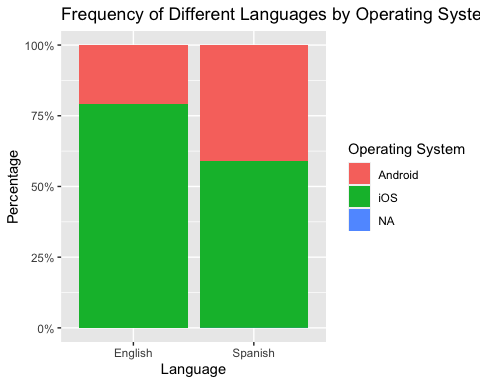 Frequency of Different Languages by Operating Syste
100%
75%
50%
25%
0%
Percentage
English Spanish
Language
Operating System
Android
iOS
NA